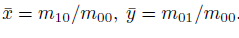 x̄ = m₁₀/m₀₀, ȳ = m₀₁/m₀₀.